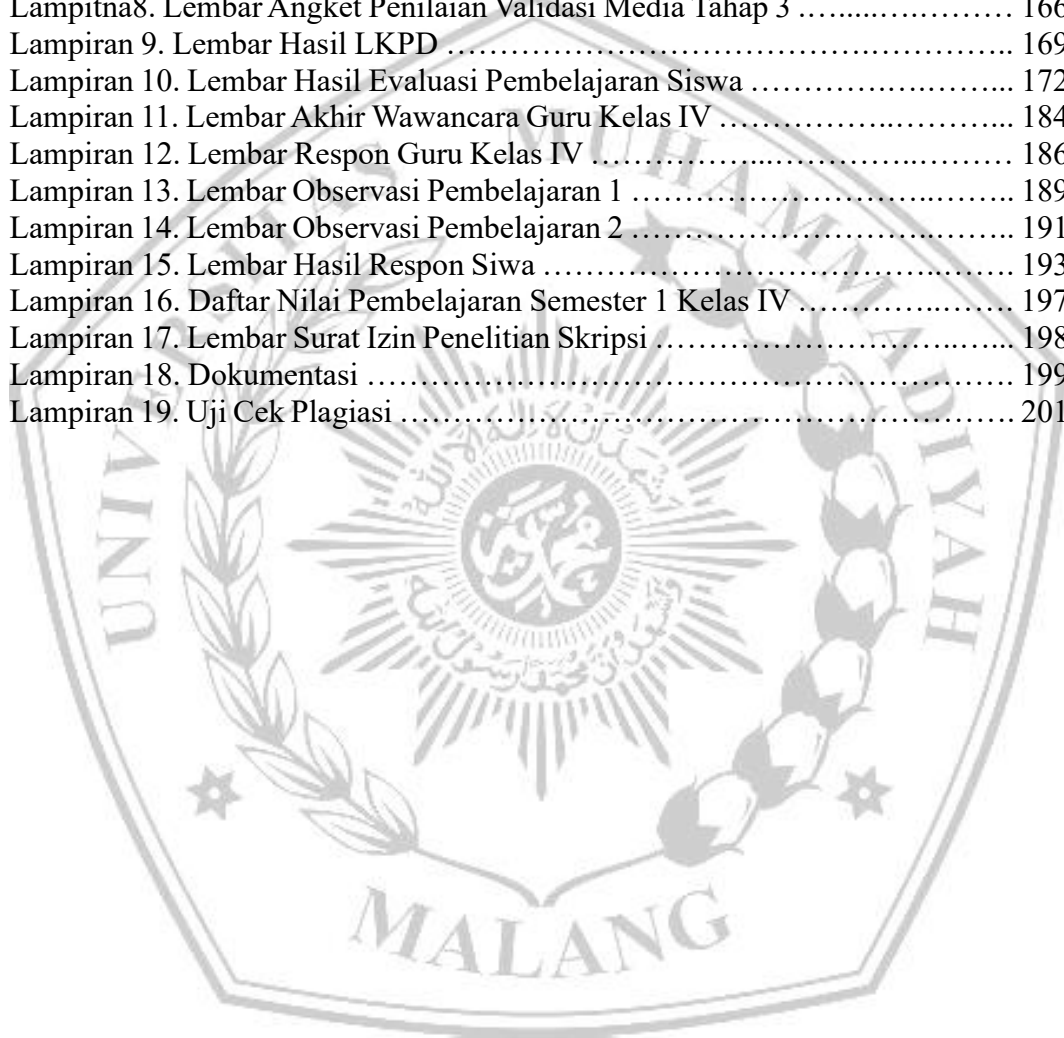 Lampitna8. Lembar Angket Penilaian Validasi Media Tahap 3 ….....…..……… 166
Lampiran 9. Lembar Hasil LKPD ….……………………………….………….. 169
Lampiran 10. Lembar Hasil Evaluasi Pembelajaran Siswa …………….….…... 172
Lampiran 11. Lembar Akhir Wawancara Guru Kelas IV ……………..……….. 184
Lampiran 12. Lembar Respon Guru Kelas IV ……………...……………..…… 186
Lampiran 13. Lembar Observasi Pembelajaran 1 …………………………..….. 189
Lampiran 14. Lembar Observasi Pembelajaran 2 ………………………….….. 191
Lampiran 15. Lembar Hasil Respon Siwa …………………………………….. 193
Lampiran 16. Daftar Nilai Pembelajaran Semester 1 Kelas IV …………..…… 197
Lampiran 17. Lembar Surat Izin Penelitian Skripsi ……………………….….. 198
Lampiran 18. Dokumentasi ……………………………………………………. 199
Lampiran 19. Uji Cek Plagiasi …………………………………………………. 201
UNIVERSITAS MUHAMMADIYAH
MALANG